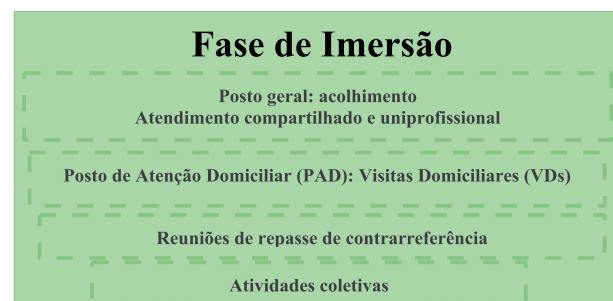 Fase de Imersão
Posto geral: acolhimento
Atendimento compartilhado e uniprofissional
Posto de Atenção Domiciliar (PAD): Visitas Domiciliares (VDs)
Reuniões de repasse de contrarreferência
Atividades coletivas